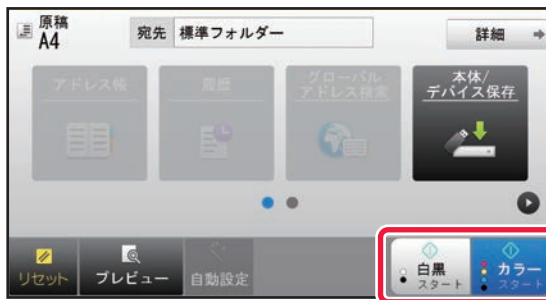 原稿
A4
宛先 標準フォルダー
詳細
アドレス帳
履歴
グローバル
アドレス検索
本体/
デバイス保存
リセット
プレビュー
自動設定
白黒
スタート
カラー
スタート